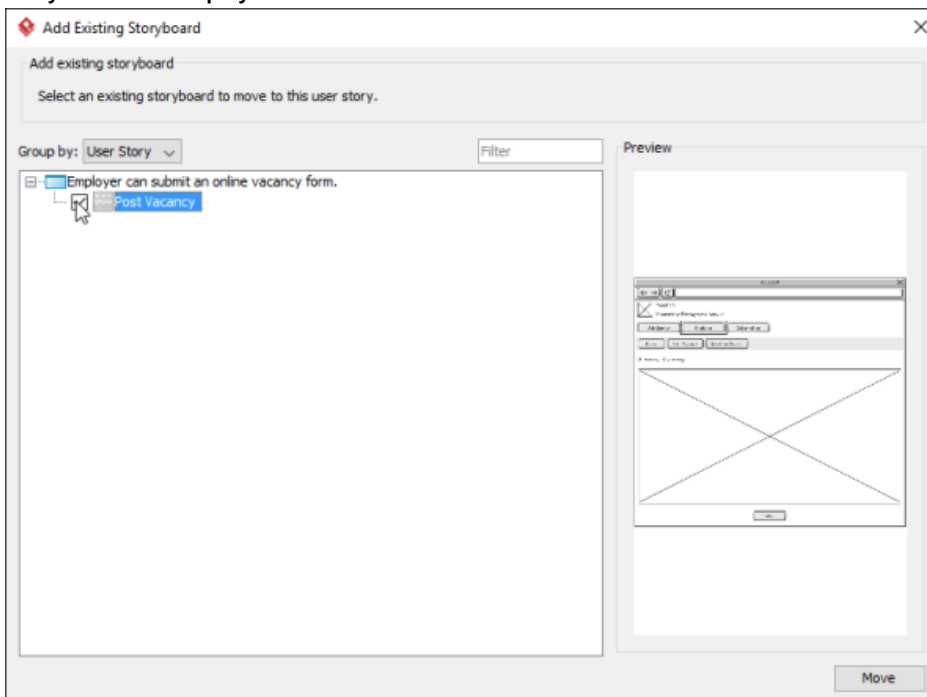 Add Existing Storyboard
Add existing storyboard
Select an existing storyboard to move to this user story.
Group by: User Story
Filter
Preview
Employer can submit an online vacancy form.
Post Vacancy
Move